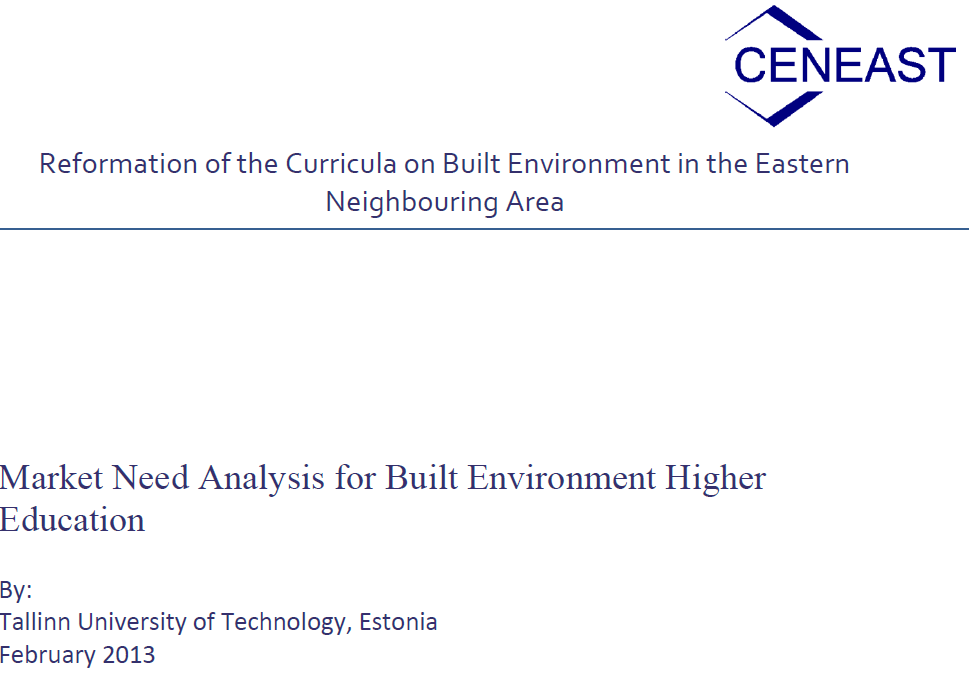 CENEAST
Reformation of the Curricula on Built Environment in the Eastern
Neighbouring Area
Market Need Analysis for Built Environment Higher
Education
By:
Tallinn University of Technology, Estonia
February 2013